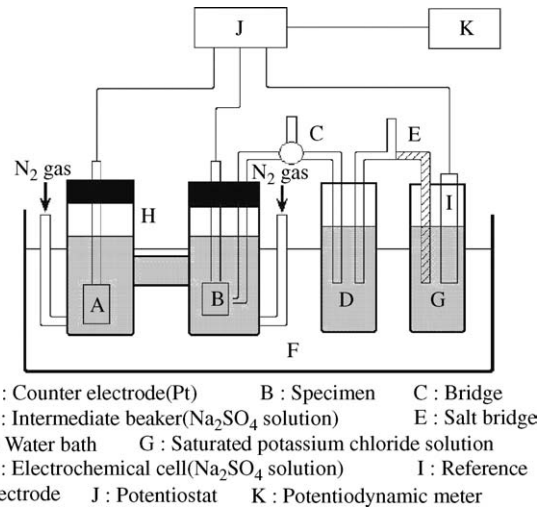 J
K
C
E
N2 gas
N2 gas
H
I
A
B
D
G
F
: Counter electrode(Pt) B : Specimen C : Bridge
: Intermediate beaker(Na2SO4 solution) E : Salt bridge
Water bath G : Saturated potassium chloride solution
: Electrochemical cell(Na2SO4 solution) I : Reference
ectrode J : Potentiostat K : Potentiodynamic meter